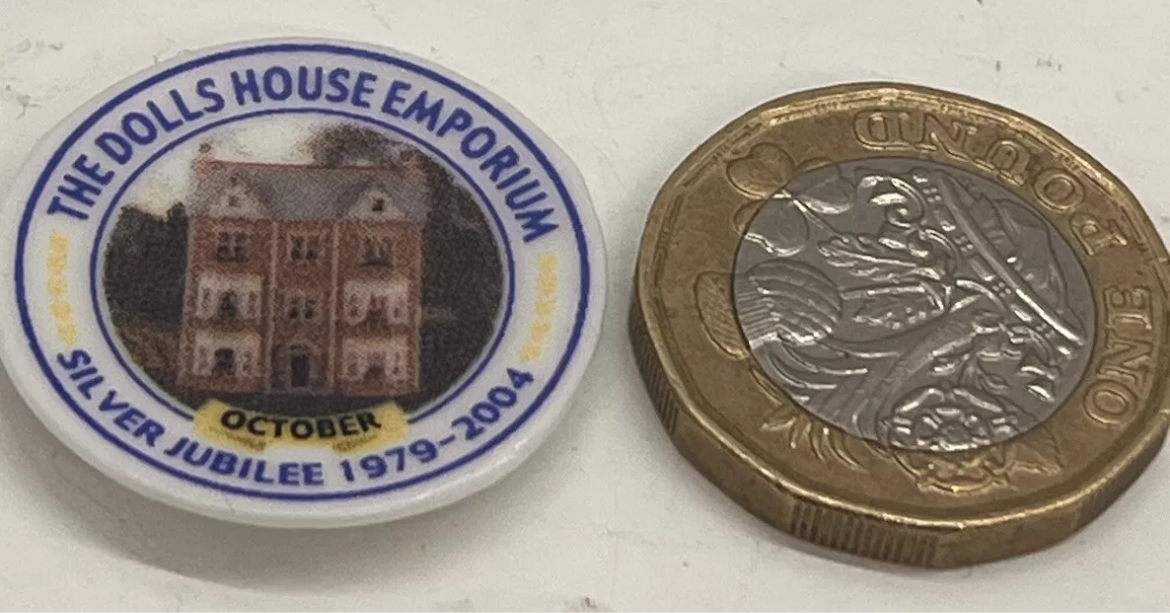 THE DOLLS HOUSE EMPORIUM
OCTOBER
SILVER JUBILEE 1979-2004
ONE POUND